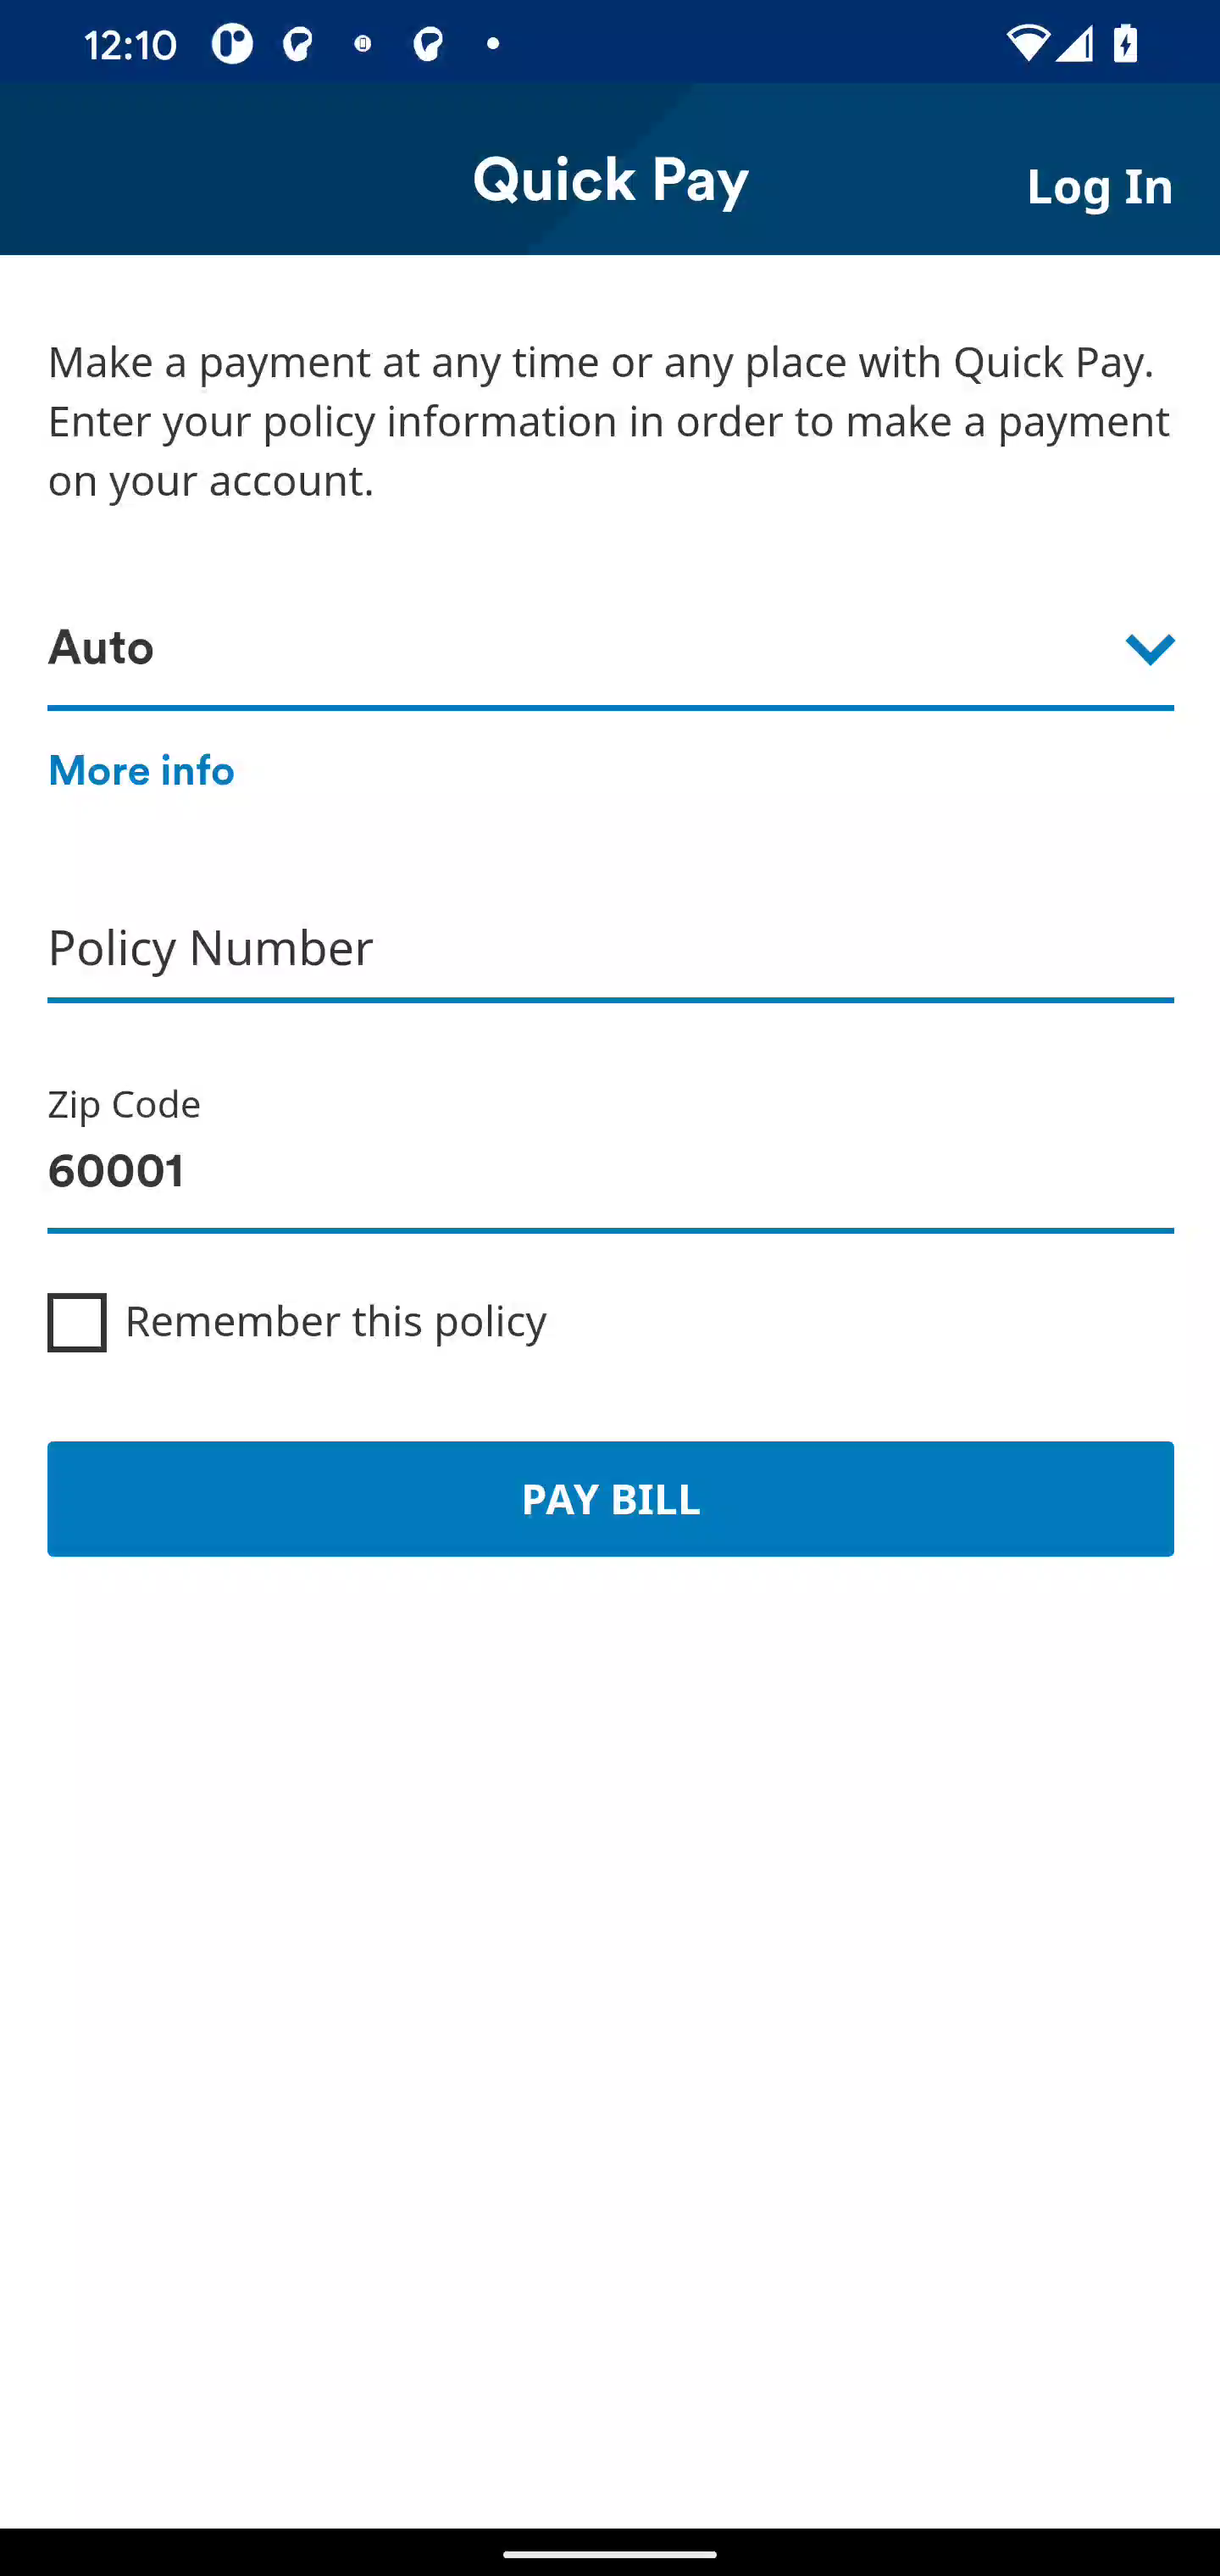 12:10
Quick Pay
Log In
Make a payment at any time or any place with Quick Pay.
Enter your policy information in order to make a payment
on your account.
Auto
More info
Policy Number
Zip Code
60001
Remember this policy
PAY BILL